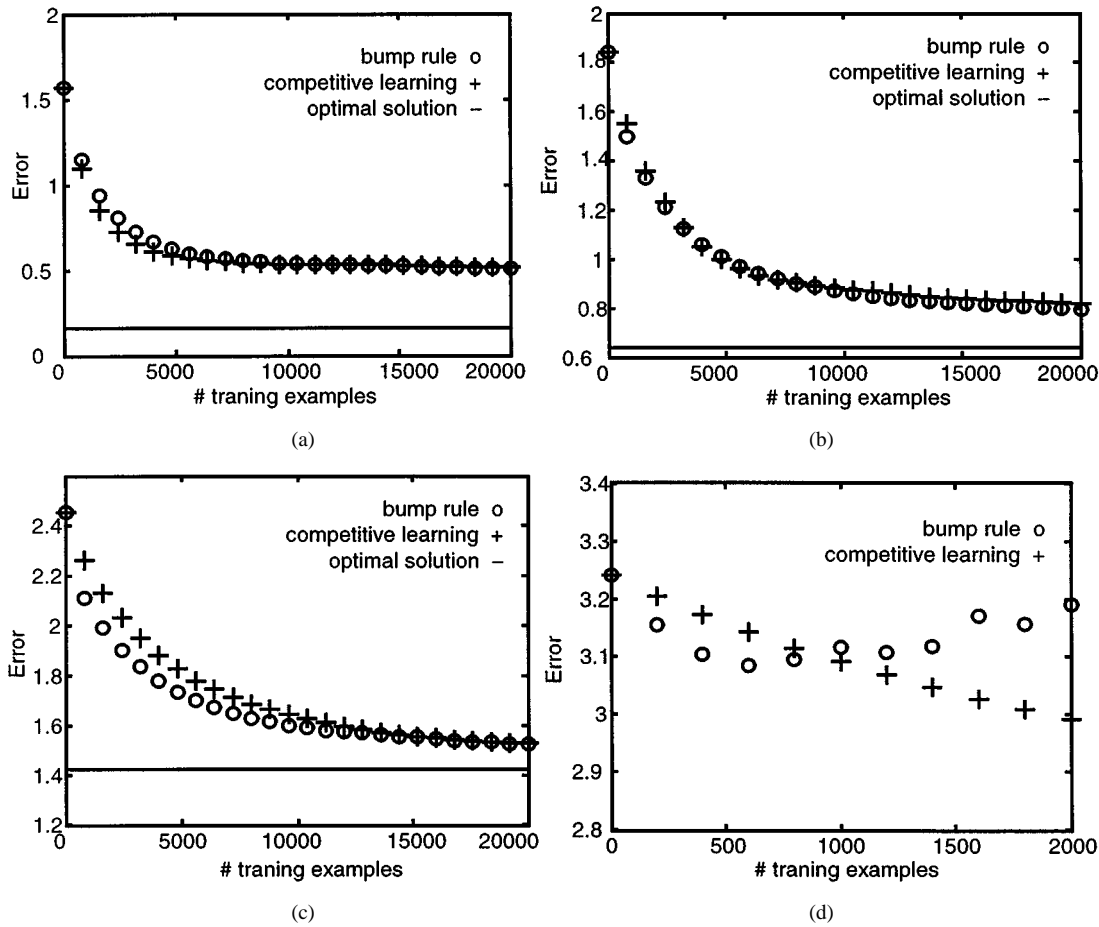 2
1.5
1
0.5
0
Error
bump rule o
competitive learning +
optimal solution –
0 5000 10000 15000 20000
# traning examples
(a)
2
1.8
1.6
1.4
1.2
1
0.8
0.6
Error
bump rule o
competitive learning +
optimal solution –
0 5000 10000 15000 20000
# traning examples
(b)
2.4
2.2
2
1.8
1.6
1.4
1.2
Error
bump rule o
competitive learning +
optimal solution –
0 5000 10000 15000 20000
# traning examples
(c)
3.4
3.3
3.2
3.1
3
2.9
2.8
Error
bump rule o
competitive learning +
0 500 1000 1500 2000
# traning examples
(d)